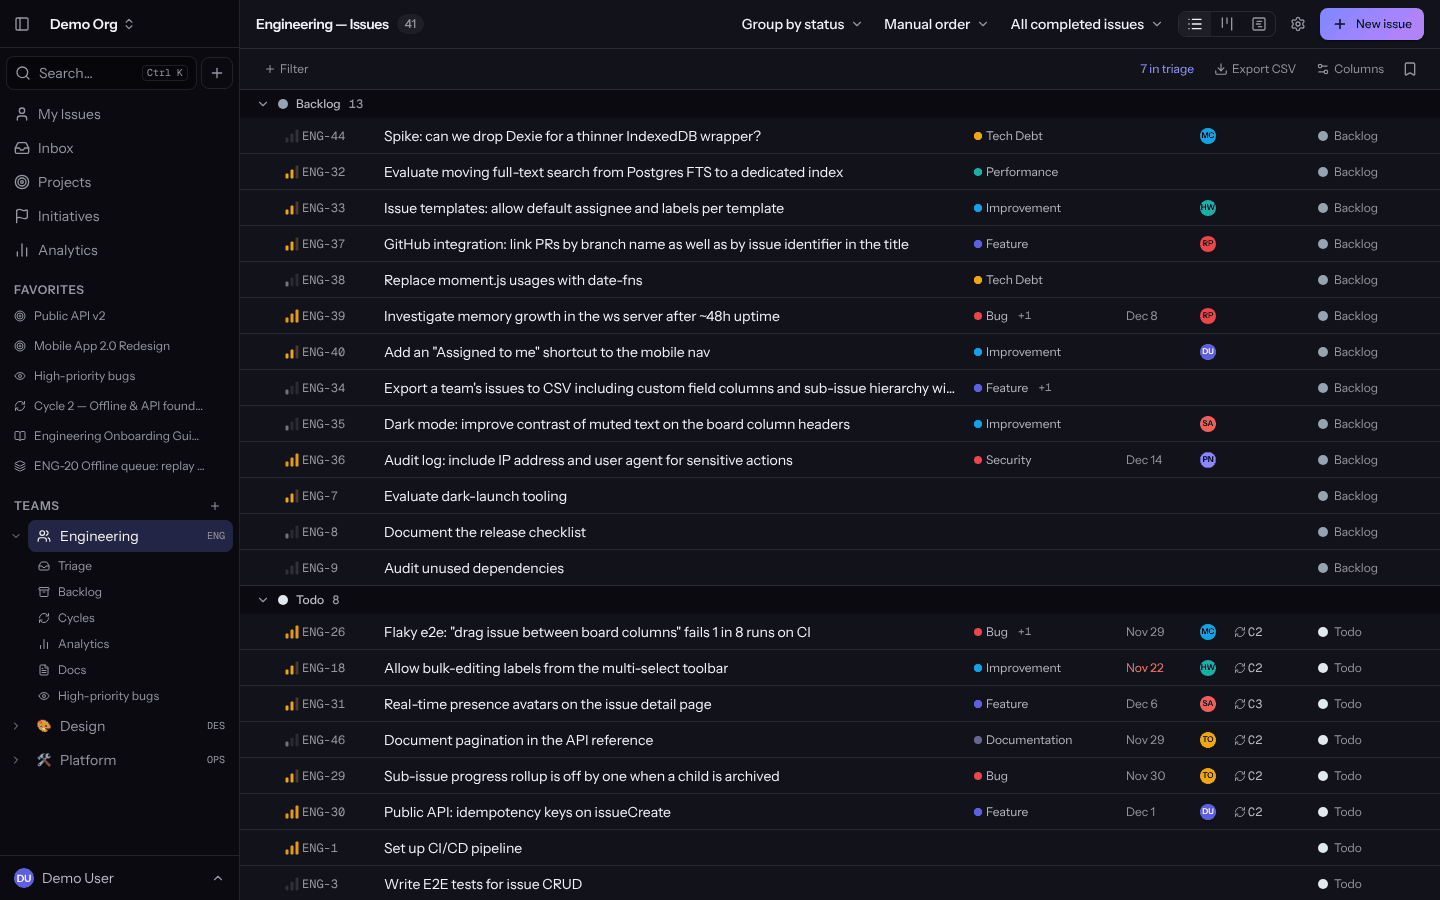 Demo Org
Search...
Ctrl K
My Issues
Inbox
Projects
Initiatives
Analytics
FAVORITES
Public API v2
Mobile App 2.0 Redesign
High-priority bugs
Cycle 2 — Offline & API found...
Engineering Onboarding Gui...
ENG-20 Offline queue: replay ...
TEAMS
Engineering ENG
Triage
Backlog
Cycles
Analytics
Docs
High-priority bugs
Design DES
Platform OPS
DU Demo User
Engineering — Issues 41
Group by status
Manual order
All completed issues
New issue
Filter
7 in triage
Export CSV
Columns
Backlog 13
ENG-44 Spike: can we drop Dexie for a thinner IndexedDB wrapper? Tech Debt MC Backlog
ENG-32 Evaluate moving full-text search from Postgres FTS to a dedicated index Performance Backlog
ENG-33 Issue templates: allow default assignee and labels per template Improvement HW Backlog
ENG-37 GitHub integration: link PRs by branch name as well as by issue identifier in the title Feature RP Backlog
ENG-38 Replace moment.js usages with date-fns Tech Debt Backlog
ENG-39 Investigate memory growth in the ws server after ~48h uptime Bug +1 Dec 8 RP Backlog
ENG-40 Add an "Assigned to me" shortcut to the mobile nav Improvement DU Backlog
ENG-34 Export a team's issues to CSV including custom field columns and sub-issue hierarchy wi... Feature +1 Backlog
ENG-35 Dark mode: improve contrast of muted text on the board column headers Improvement SA Backlog
ENG-36 Audit log: include IP address and user agent for sensitive actions Security Dec 14 PN Backlog
ENG-7 Evaluate dark-launch tooling Backlog
ENG-8 Document the release checklist Backlog
ENG-9 Audit unused dependencies Backlog
Todo 8
ENG-26 Flaky e2e: "drag issue between board columns" fails 1 in 8 runs on CI Bug +1 Nov 29 MC C2 Todo
ENG-18 Allow bulk-editing labels from the multi-select toolbar Improvement Nov 22 HW C2 Todo
ENG-31 Real-time presence avatars on the issue detail page Feature Dec 6 SA C3 Todo
ENG-46 Document pagination in the API reference Documentation Nov 29 TO C2 Todo
ENG-29 Sub-issue progress rollup is off by one when a child is archived Bug Nov 30 TO C2 Todo
ENG-30 Public API: idempotency keys on issueCreate Feature Dec 1 DU C2 Todo
ENG-1 Set up CI/CD pipeline Todo
ENG-3 Write E2E tests for issue CRUD Todo